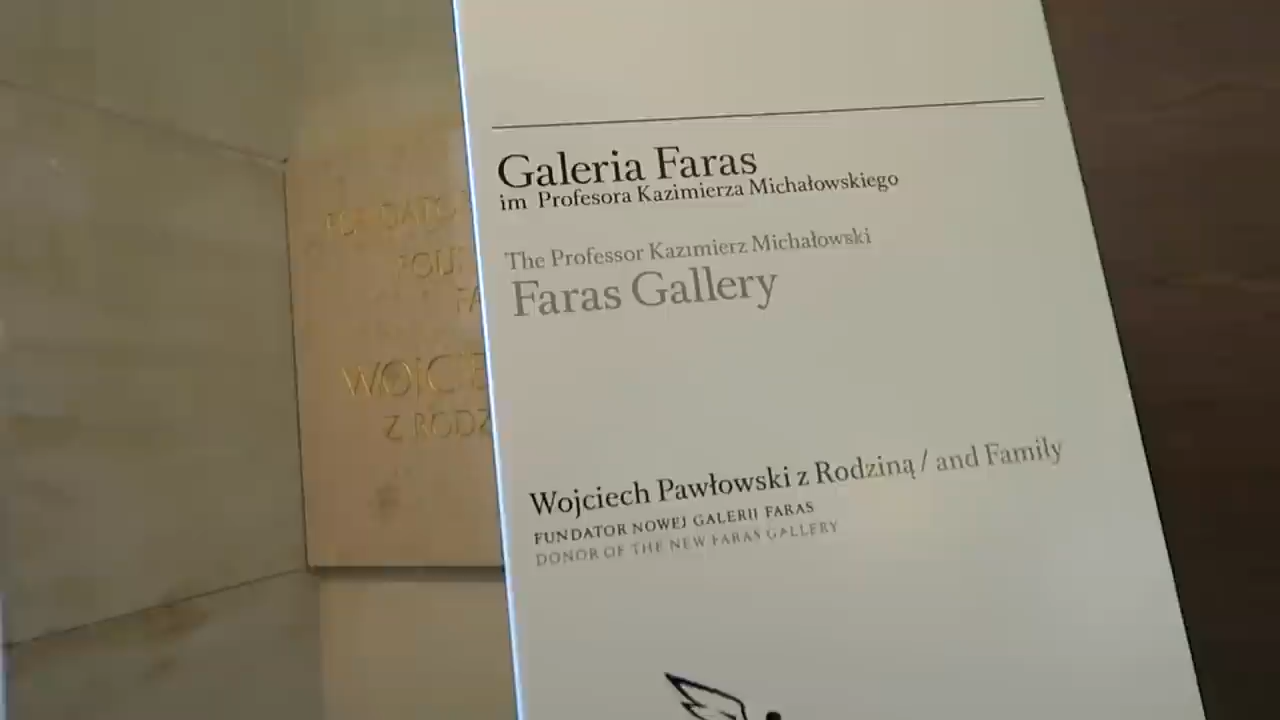 Galeria Faras
im Profesora Kazimierza Michałowskiego
The Professor Kazimierz Michałowski
Faras Gallery
Wojciech Pawłowski z Rodziną / and Family
FUNDATOR NOWEJ GALERII FARAS
DONOR OF THE NEW FARAS GALLERY